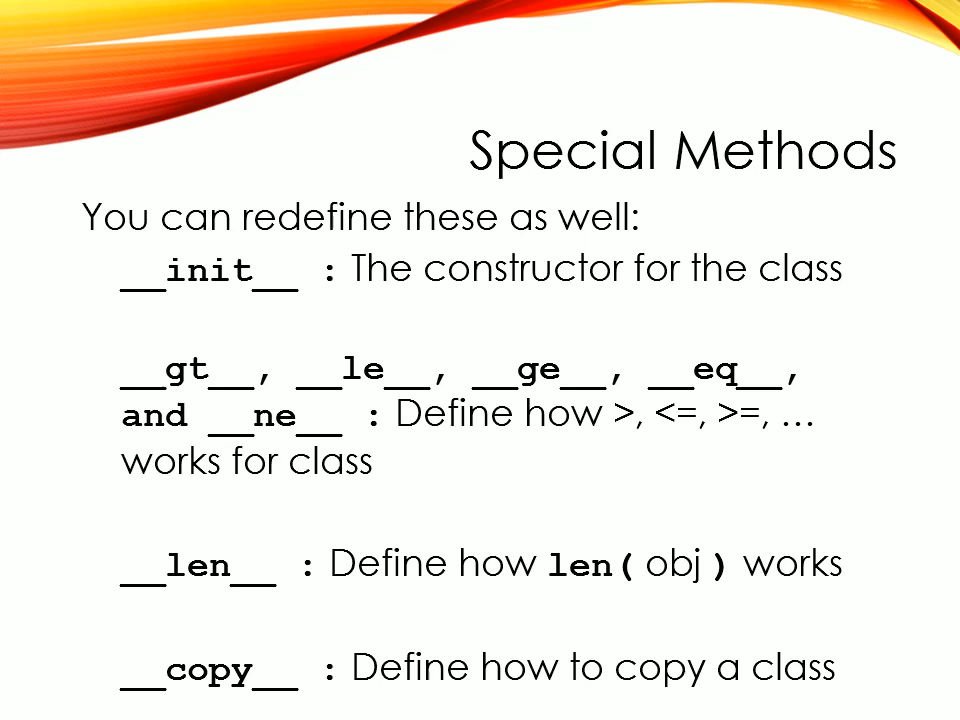 Special Methods
You can redefine these as well:
__init__ : The constructor for the class
__gt__, __le__, __ge__, __eq__,
and __ne__ : Define how >, <=, >=, …
works for class
__len__ : Define how len( obj ) works
__copy__ : Define how to copy a class